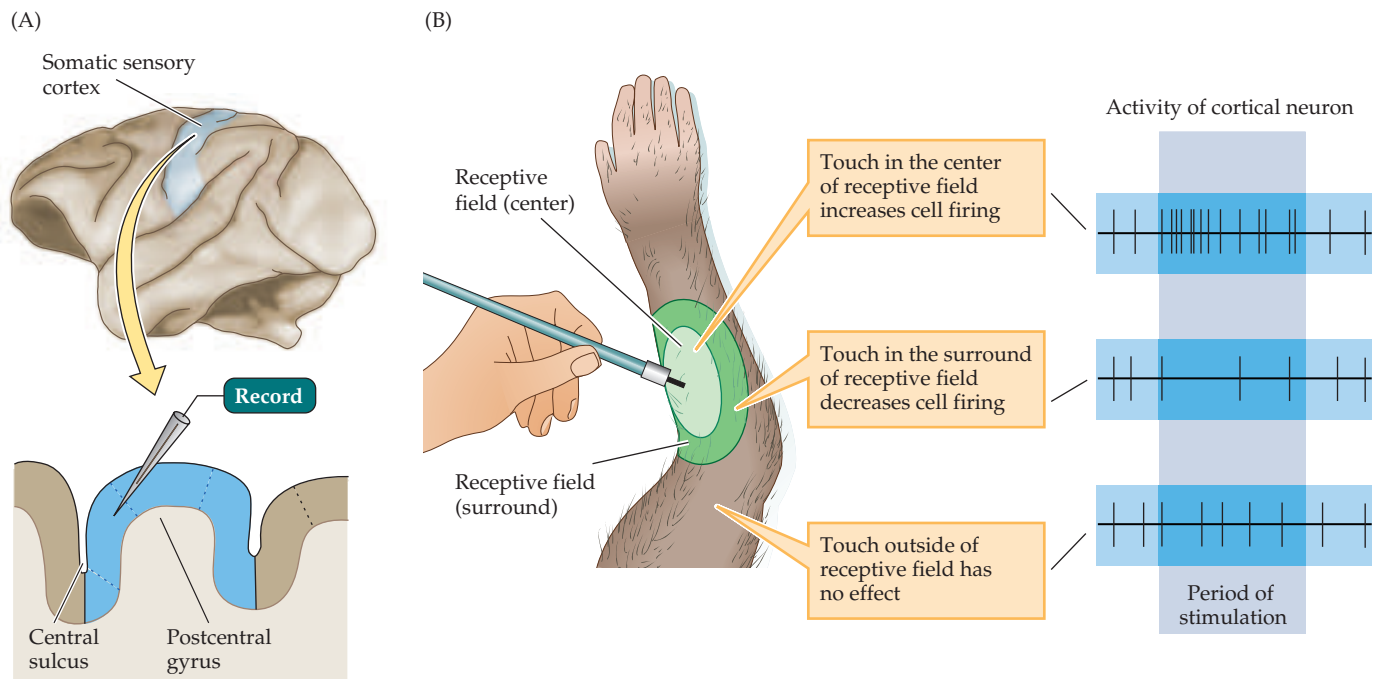 (A)
Somatic sensory
cortex
Record
Central
sulcus
Postcentral
gyrus
(B)
Receptive
field (center)
Receptive field
(surround)
Touch in the center
of receptive field
increases cell firing
Touch in the surround
of receptive field
decreases cell firing
Touch outside of
receptive field has
no effect
Activity of cortical neuron
Period of
stimulation